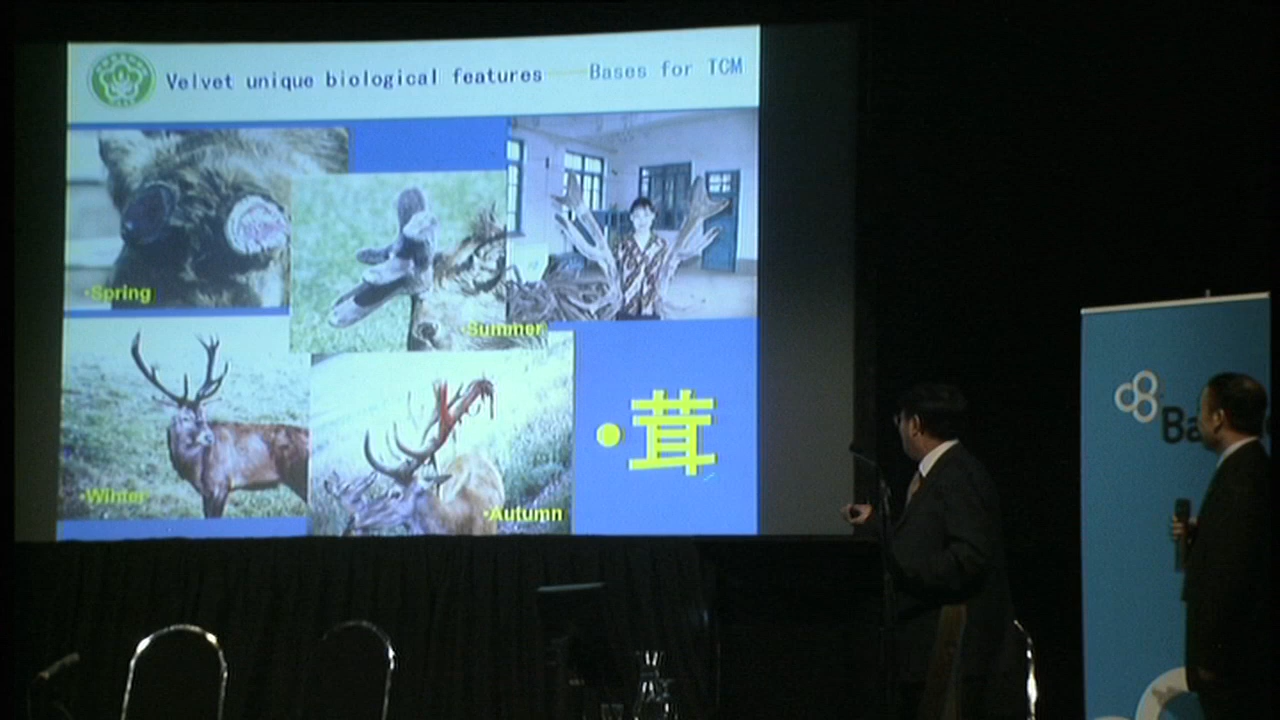 Velvet unique biological features —— Bases for TCM
•Spring
•Summer
•Winter
•Autumn
•茸
Ba